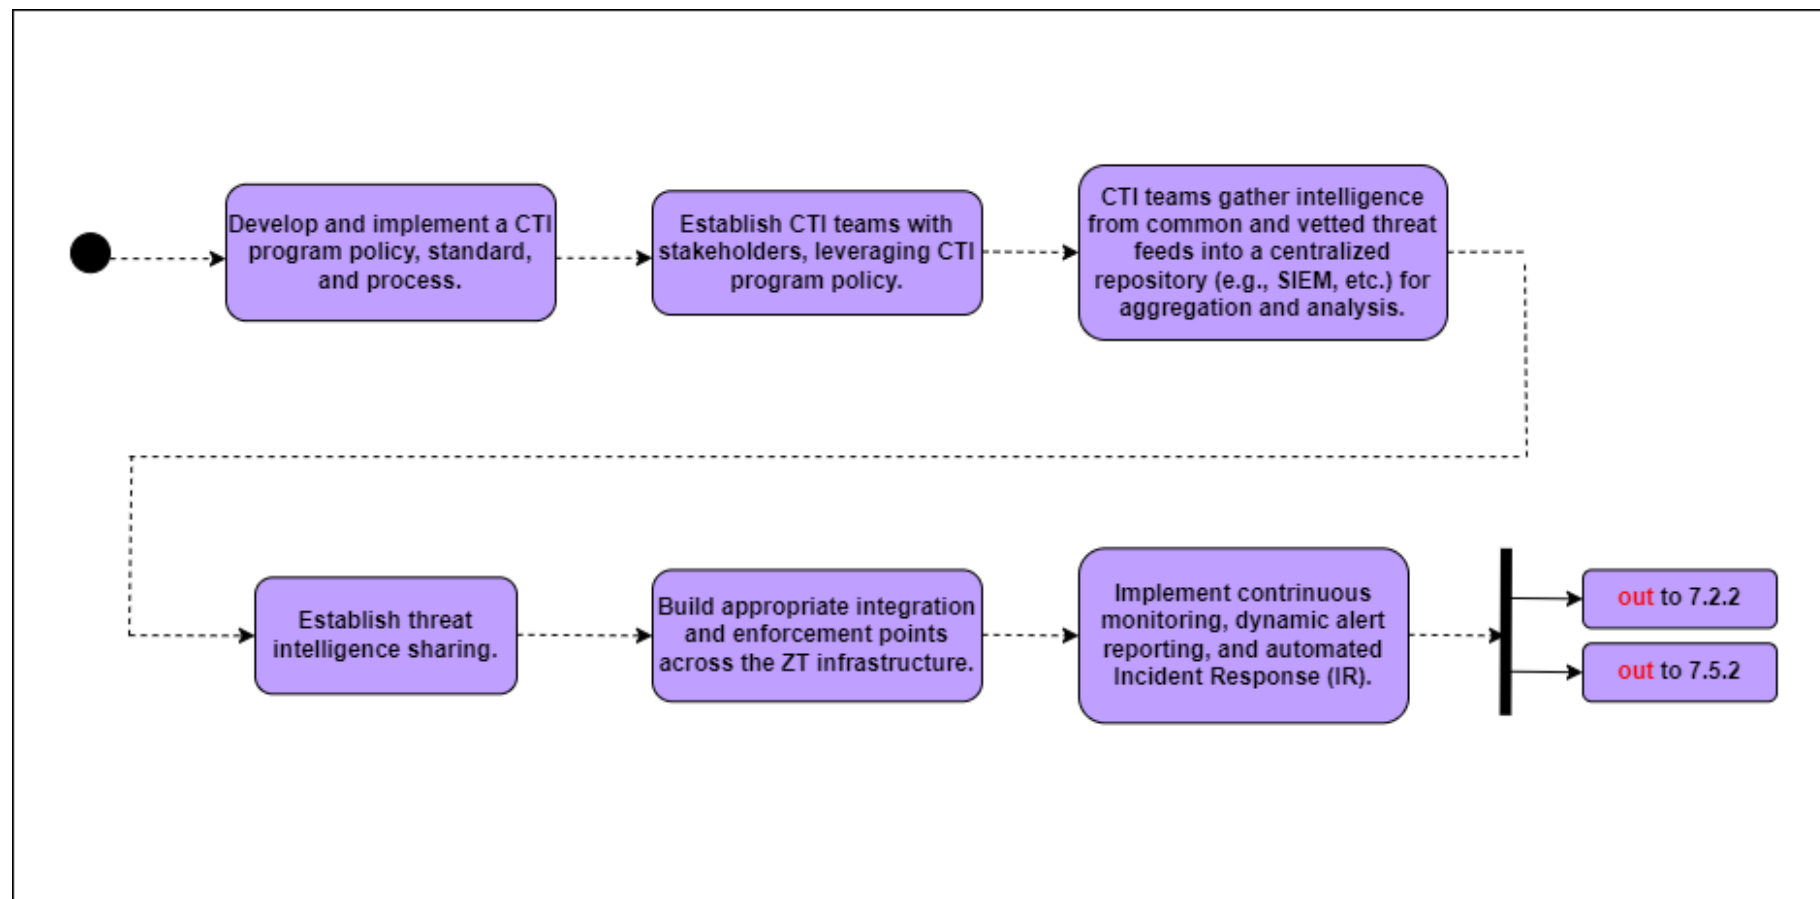 Develop and implement a CTI
program policy, standard,
and process.
Establish CTI teams with
stakeholders, leveraging CTI
program policy.
CTI teams gather intelligence
from common and vetted threat
feeds into a centralized
repository (e.g., SIEM, etc.) for
aggregation and analysis.
Establish threat
intelligence sharing.
Build appropriate integration
and enforcement points
across the ZT infrastructure.
Implement contrinuous
monitoring, dynamic alert
reporting, and automated
Incident Response (IR).
out to 7.2.2
out to 7.5.2